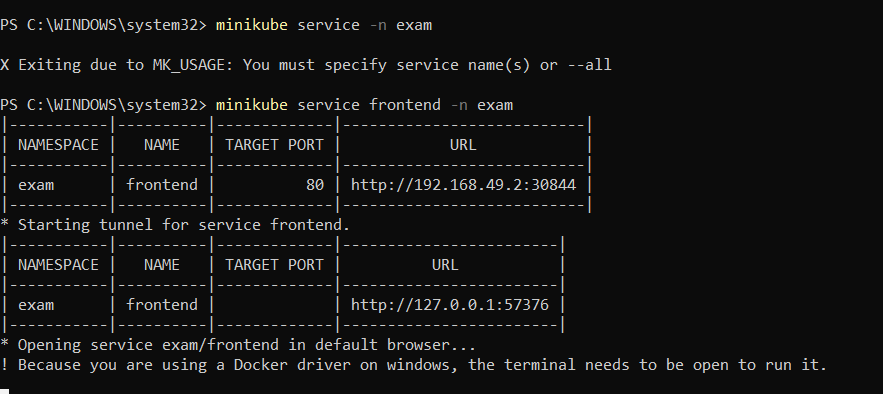 PS C:\WINDOWS\system32> minikube service -n exam
X Exiting due to MK_USAGE: You must specify service name(s) or --all
PS C:\WINDOWS\system32> minikube service frontend -n exam
|-----------|----------|-------------|---------------------------|
| NAMESPACE |   NAME   | TARGET PORT |            URL            |
|-----------|----------|-------------|---------------------------|
| exam      | frontend |          80 | http://192.168.49.2:30844 |
|-----------|----------|-------------|---------------------------|
* Starting tunnel for service frontend.
|-----------|----------|-------------|------------------------|
| NAMESPACE |   NAME   | TARGET PORT |          URL           |
|-----------|----------|-------------|------------------------|
| exam      | frontend |             | http://127.0.0.1:57376 |
|-----------|----------|-------------|------------------------|
* Opening service exam/frontend in default browser...
! Because you are using a Docker driver on windows, the terminal needs to be open to run it.